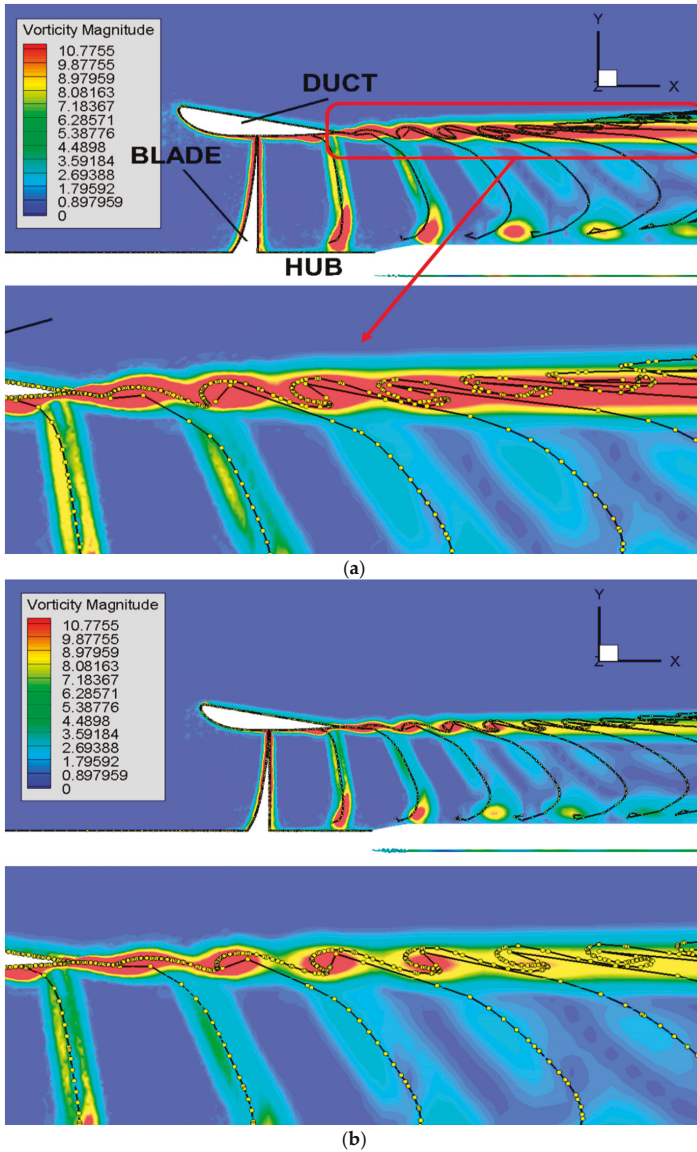 Vorticity Magnitude
10.7755
9.87755
8.97959
8.08163
7.18367
6.28571
5.38776
4.4898
3.59184
2.69388
1.79592
0.897959
0
DUCT
BLADE
HUB
Y
Z
X
(a)
Vorticity Magnitude
10.7755
9.87755
8.97959
8.08163
7.18367
6.28571
5.38776
4.4898
3.59184
2.69388
1.79592
0.897959
0
Y
Z
X
(b)